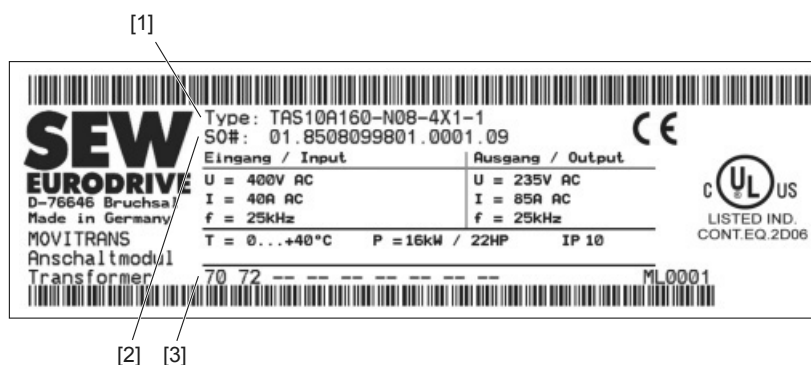 [1]
SEW
EURODRIVE
D-76646 Bruchsal
Made in Germany
MOVITRANS
Anschaltmodul
Transformer
Type: TAS10A160-N08-4X1-1
SO#: 01.8508099801.0001.09
Eingang / Input
Ausgang / Output
U = 400V AC
U = 235V AC
I = 40A AC
I = 85A AC
f = 25kHz
f = 25kHz
T = 0...+40°C P =16kW / 22HP IP 10
70 72 -- -- -- -- -- -- -- -- ML0001
CE
C UL US
LISTED IND.
CONT.EQ.2D06
[2] [3]